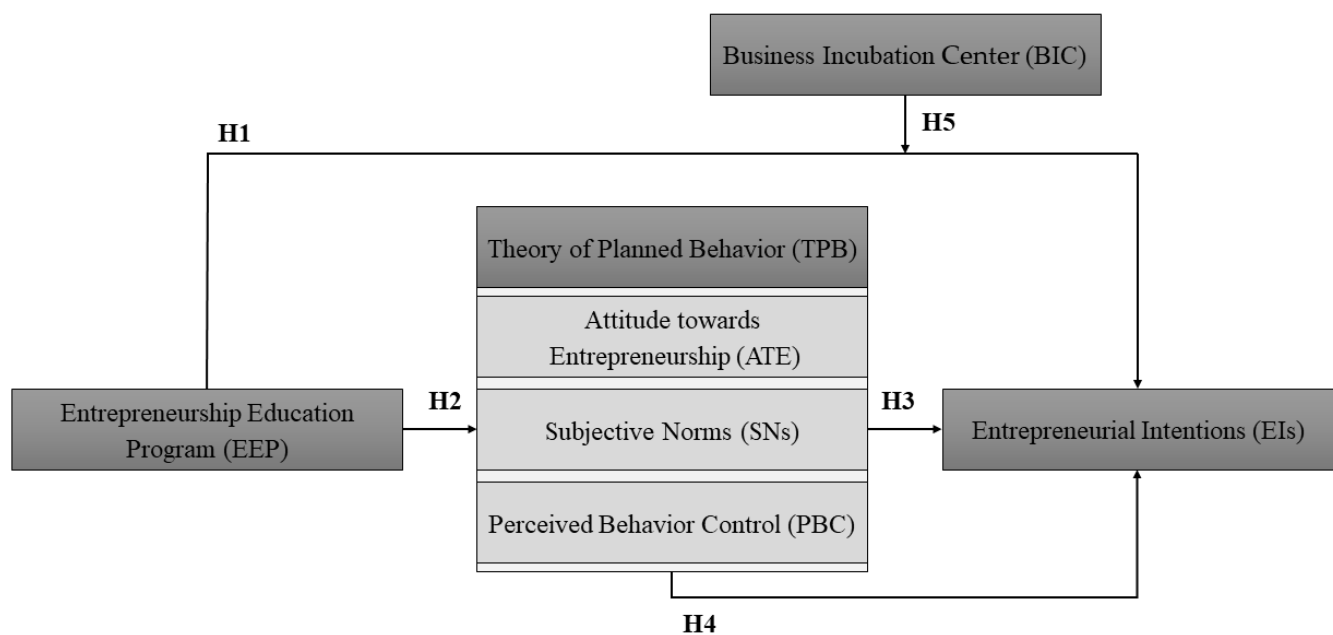 Business Incubation Center (BIC)
H1
H5
Theory of Planned Behavior (TPB)
Attitude towards
Entrepreneurship (ATE)
Entrepreneurship Education
Program (EEP)
H2
Subjective Norms (SNs)
H3
Entrepreneurial Intentions (EIs)
Perceived Behavior Control (PBC)
H4